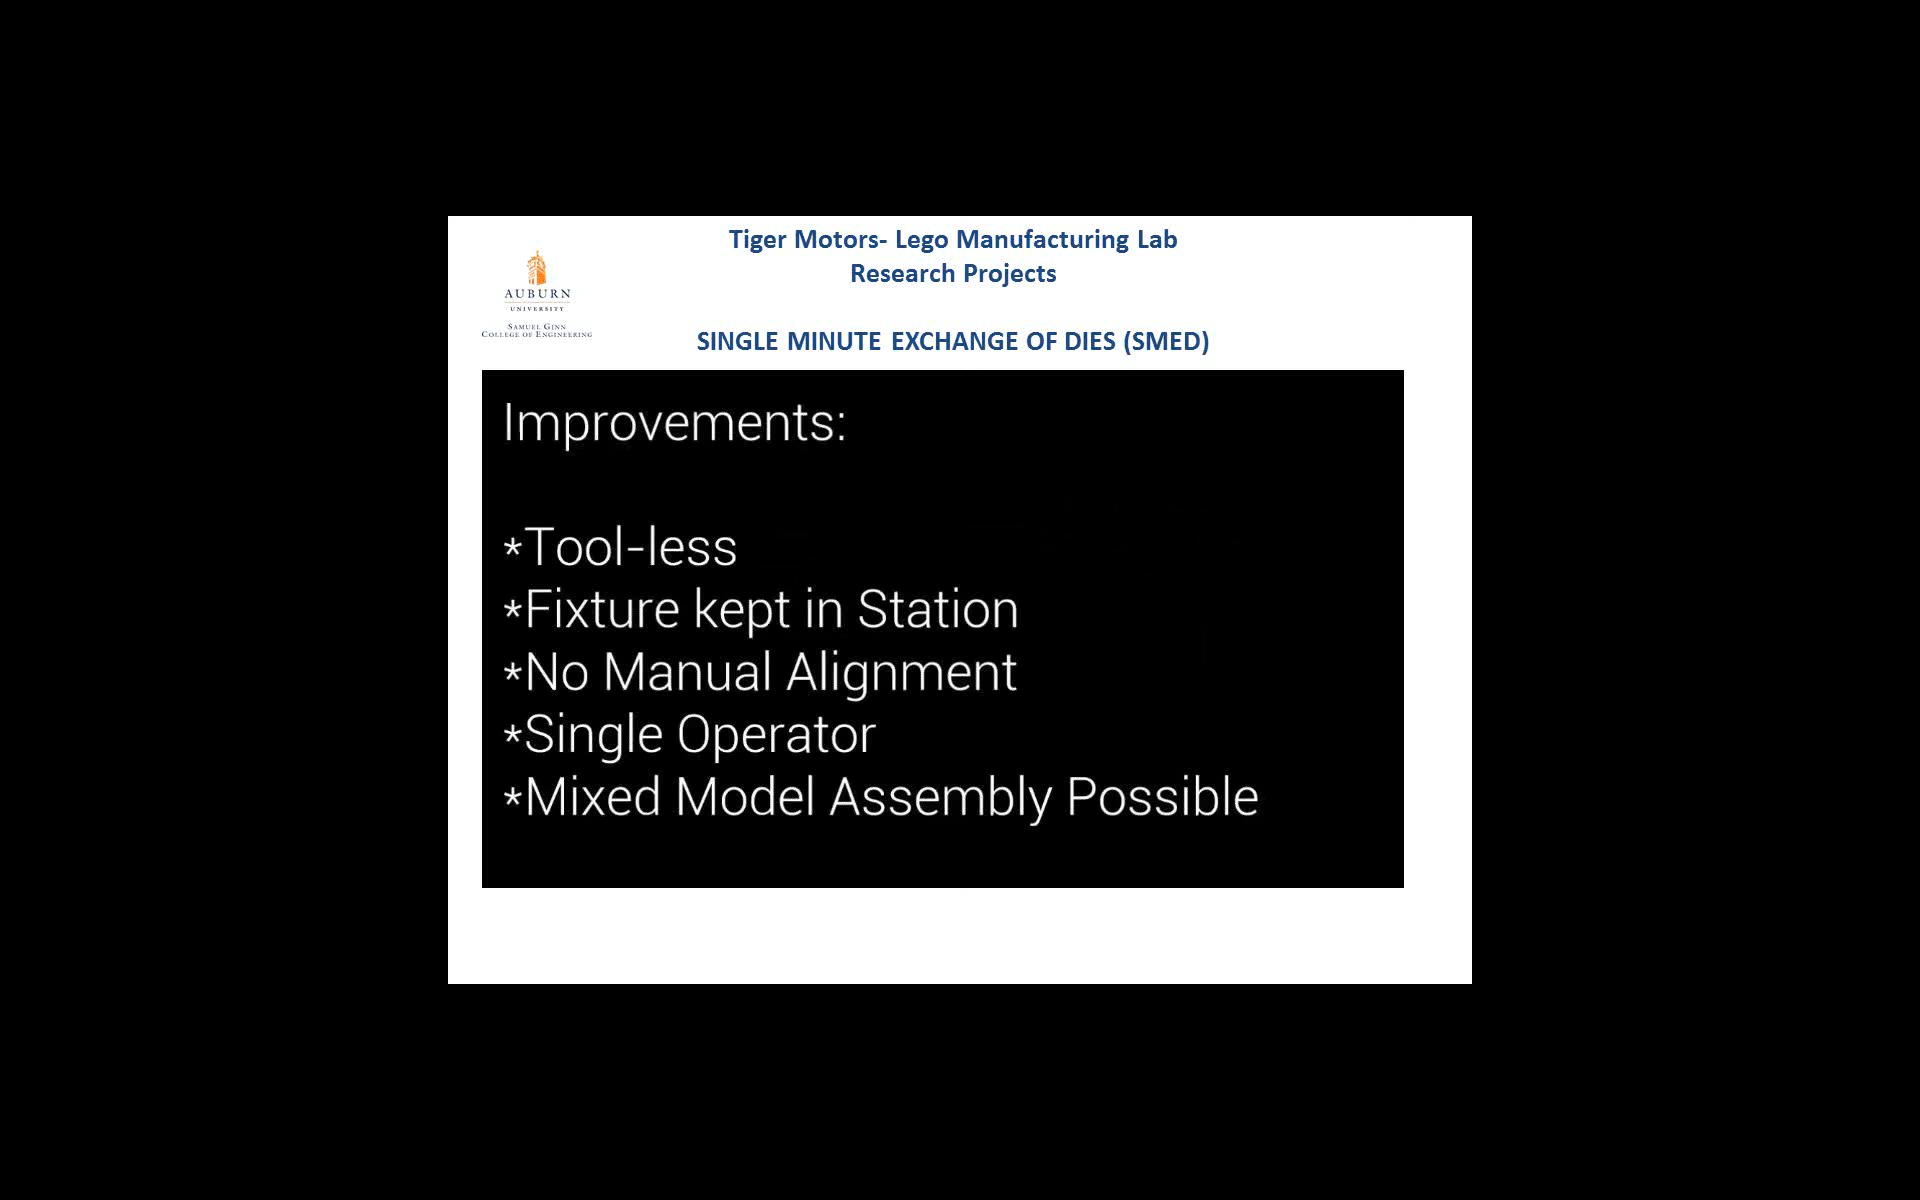 Tiger Motors- Lego Manufacturing Lab
Research Projects
AUBURN
UNIVERSITY
SAMUEL GINN
COLLEGE OF ENGINEERING
SINGLE MINUTE EXCHANGE OF DIES (SMED)
Improvements:
*Tool-less
*Fixture kept in Station
*No Manual Alignment
*Single Operator
*Mixed Model Assembly Possible